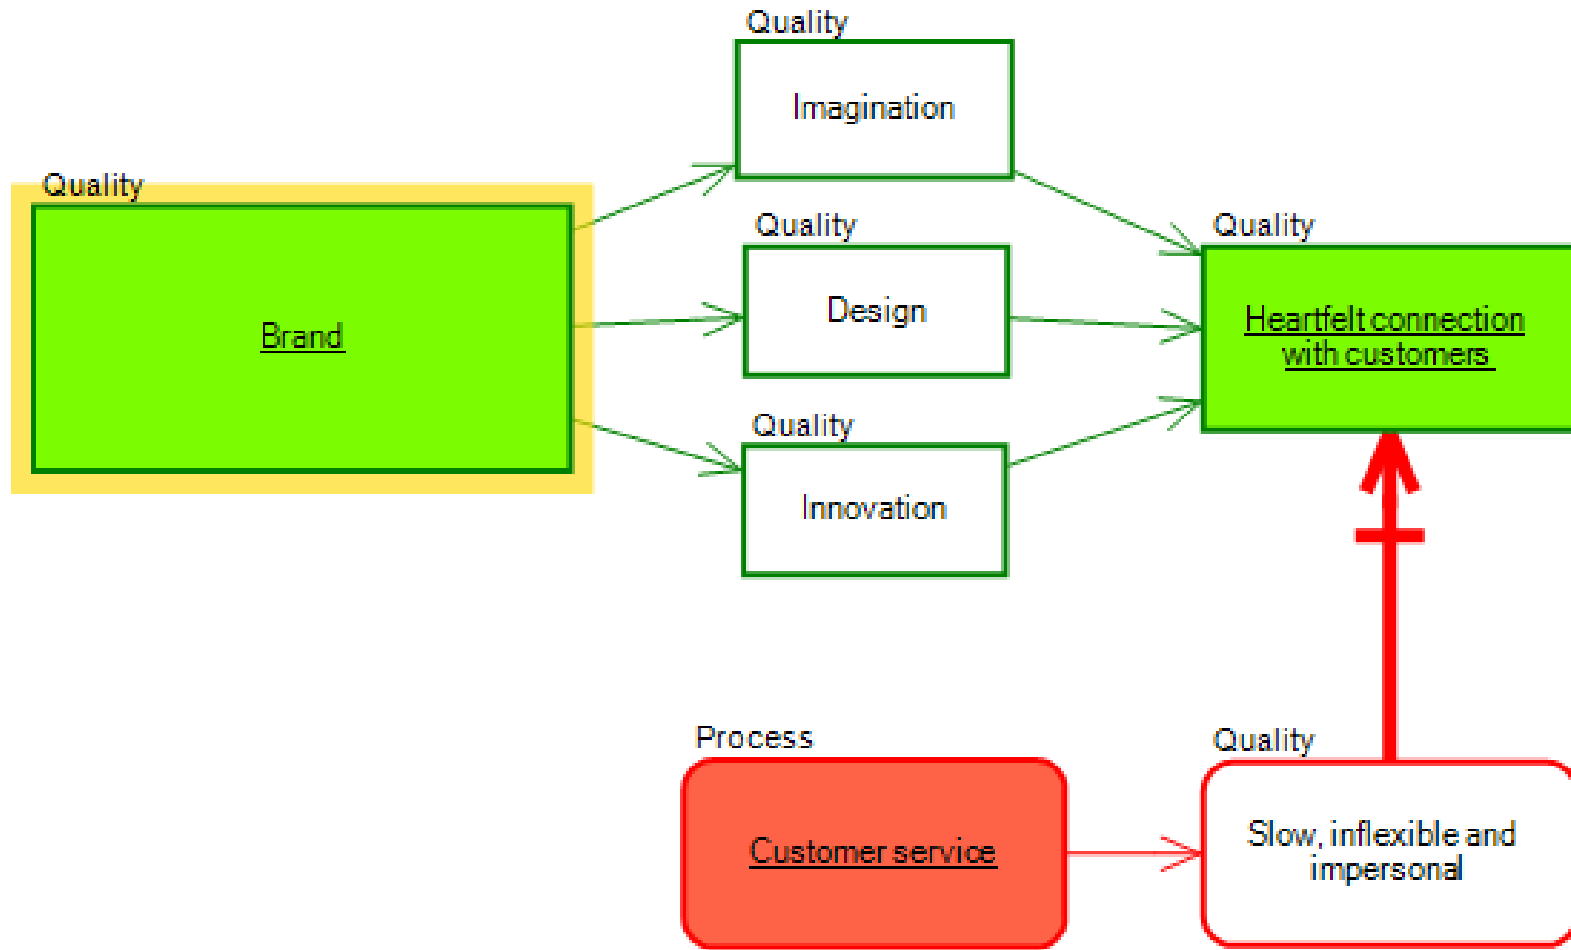 Quality
Imagination
Quality
Brand
Quality
Design
Quality
Heartfelt connection
with customers
Quality
Innovation
Process
Customer service
Quality
Slow, inflexible and
impersonal